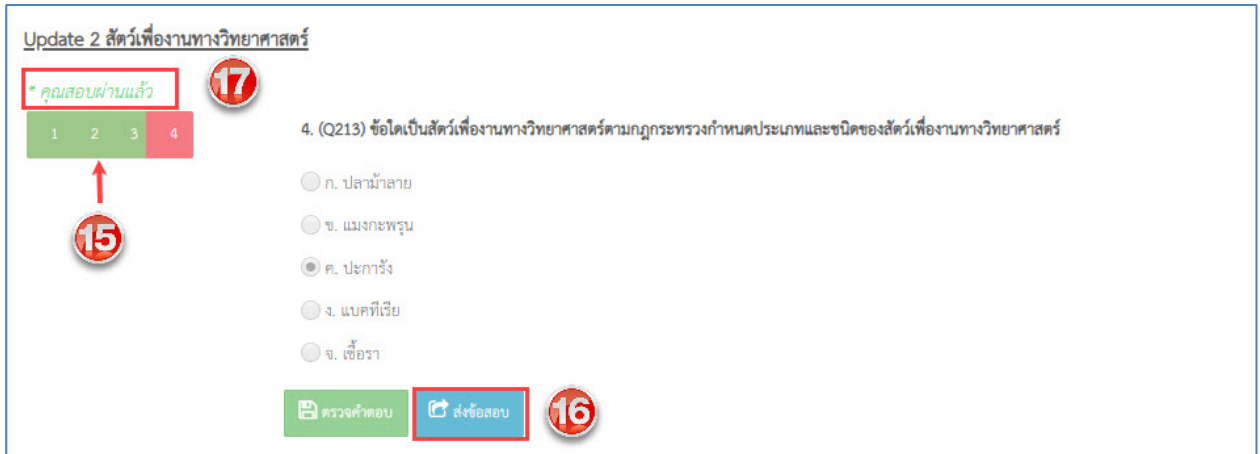 Update 2 สัตว์เพื่องานทางวิทยาศาสตร์
17
* คุณสอบผ่านแล้ว
1 2 3 4
4. (Q213) ข้อใดเป็นสัตว์เพื่องานทางวิทยาศาสตร์ตามกฎกระทรวงกำหนดประเภทและชนิดของสัตว์เพื่องานทางวิทยาศาสตร์
ก. ปลาม้าลาย
ข. แมงกะพรุน
15
ค. ปะการัง
ง. แบคทีเรีย
จ. เชื้อรา
ตรวจคำตอบ ส่งข้อสอบ 16